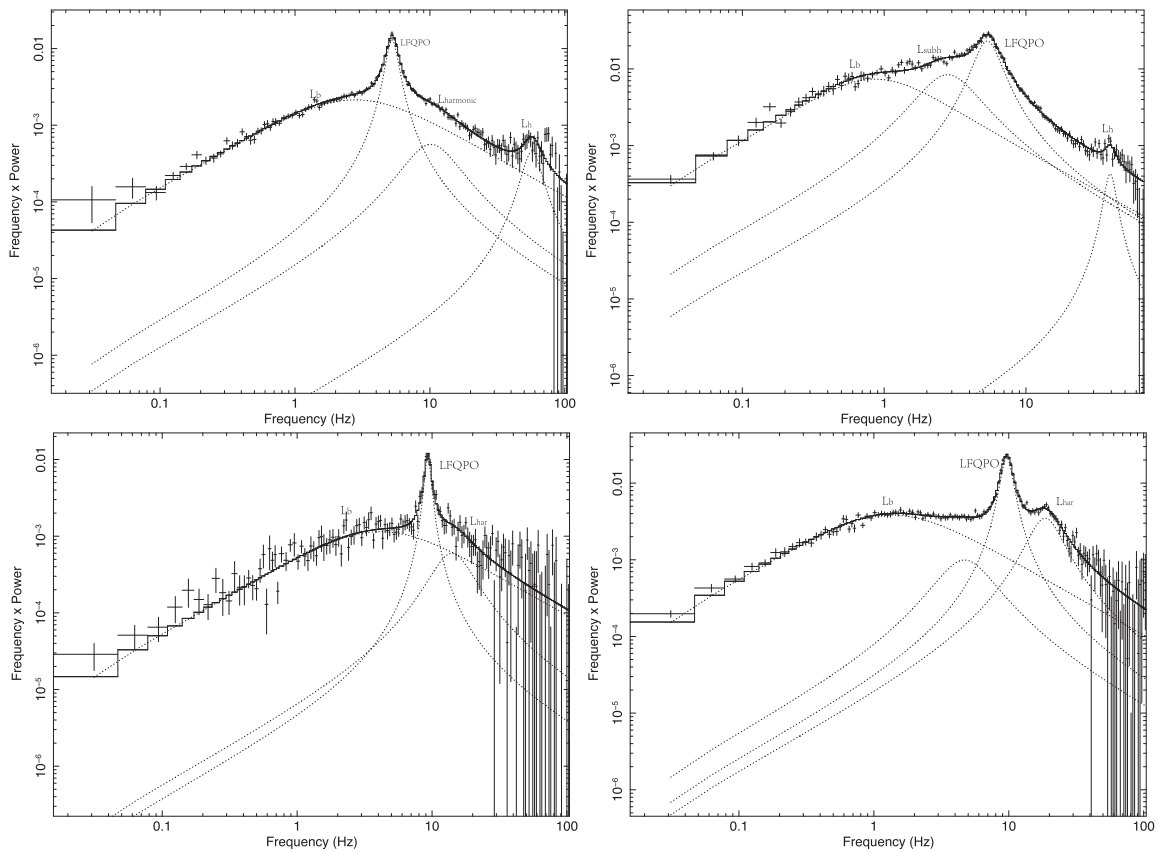 0.01
10⁻³
10⁻⁴
10⁻⁵
10⁻⁶
0.1
1
10
100
Frequency (Hz)
Frequency x Power
Lb
LFQPO
Lharmonic
Lh
0.01
10⁻³
10⁻⁴
10⁻⁵
10⁻⁶
0.1
1
10
Frequency (Hz)
Frequency x Power
Lb
Lsubh
LFQPO
Lh
0.01
10⁻³
10⁻⁴
10⁻⁵
10⁻⁶
0.1
1
10
100
Frequency (Hz)
Frequency x Power
Lb
LFQPO
Lhar
0.01
10⁻³
10⁻⁴
10⁻⁵
10⁻⁶
0.1
1
10
100
Frequency (Hz)
Frequency x Power
Lb
LFQPO
Lhar